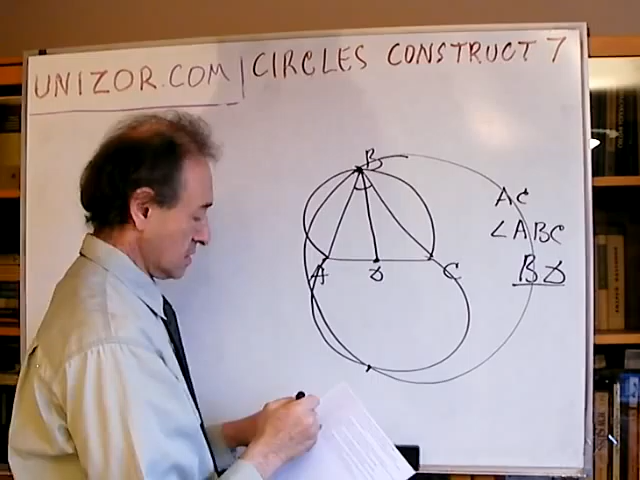 UNIZOR.COM | CIRCLES CONSTRUCT 7
B
AC
∠ABC
BD
A D C